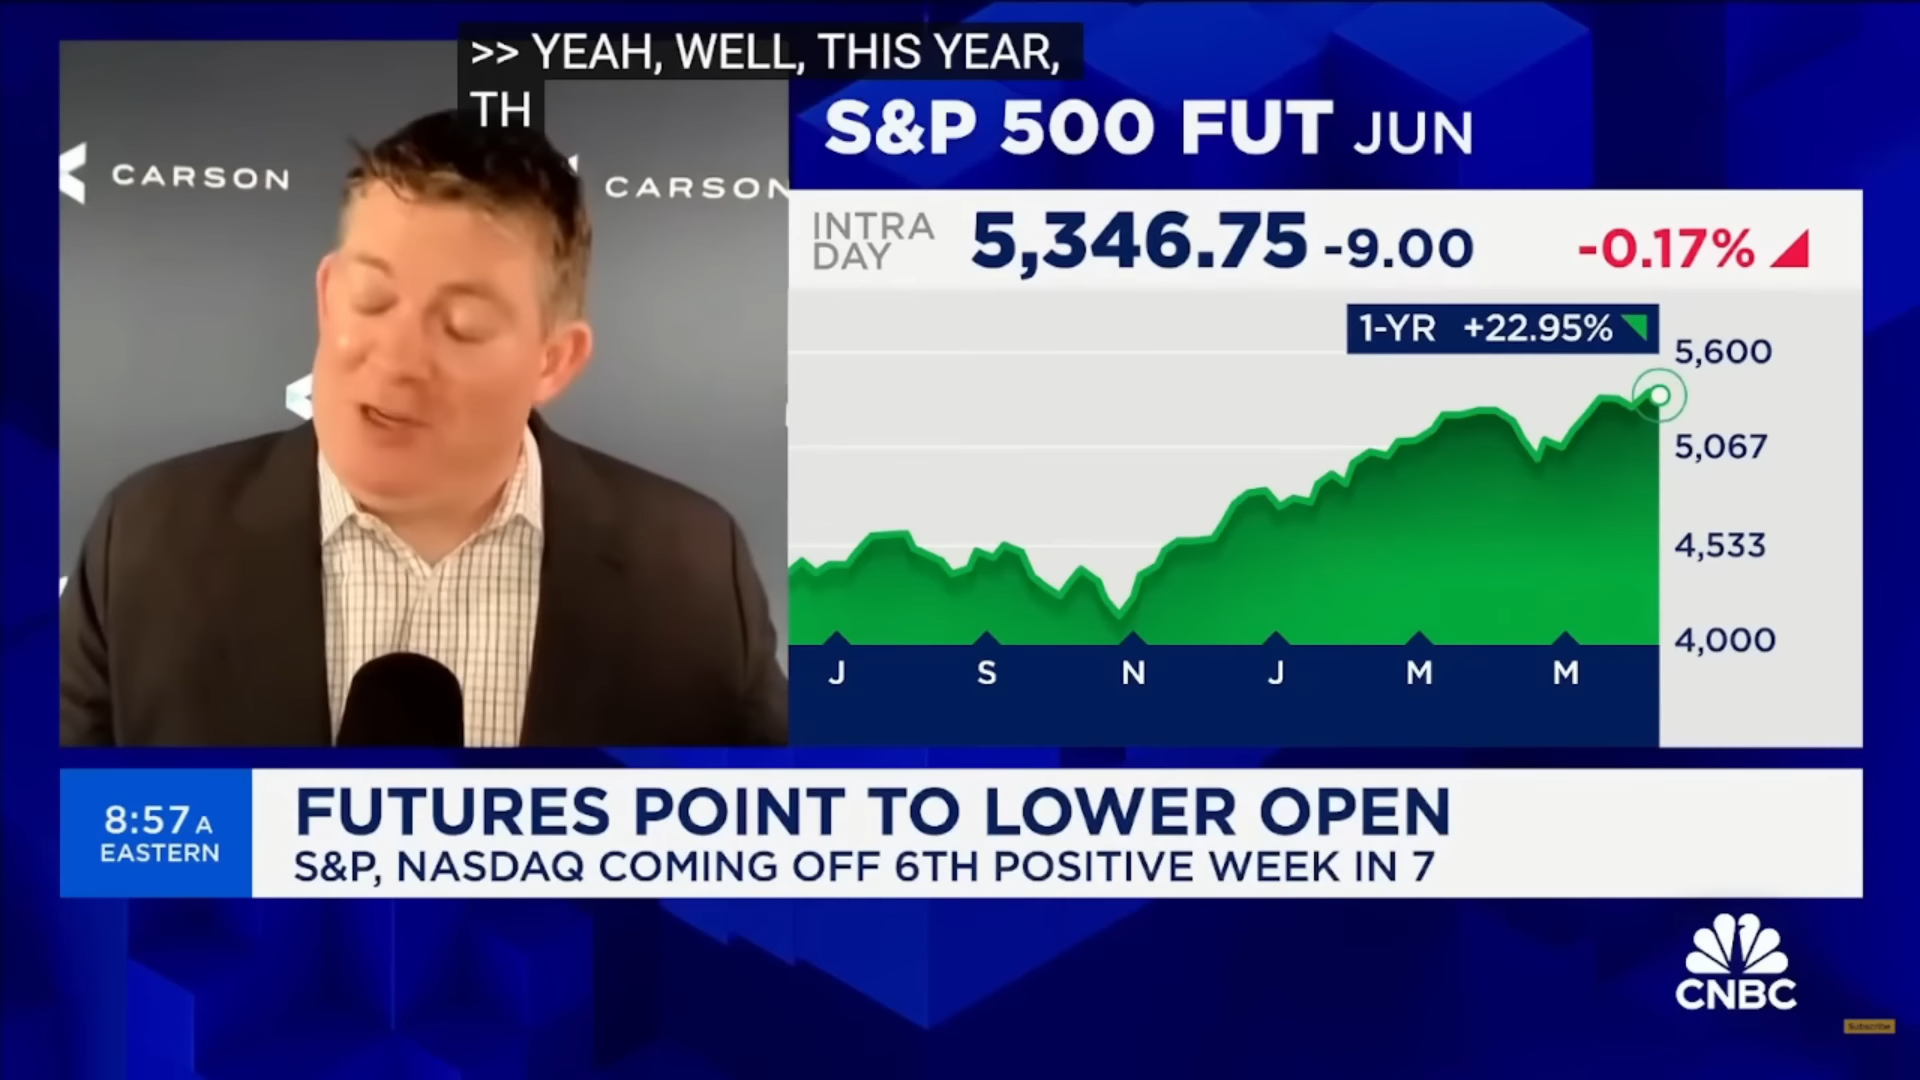 >> YEAH, WELL, THIS YEAR,
TH
CARSON
CARSON
S&P 500 FUT JUN
INTRA
DAY
5,346.75 -9.00 -0.17%
1-YR +22.95%
5,600
5,067
4,533
4,000
J S N J M M
8:57 A
EASTERN
FUTURES POINT TO LOWER OPEN
S&P, NASDAQ COMING OFF 6TH POSITIVE WEEK IN 7
CNBC
Subscribe